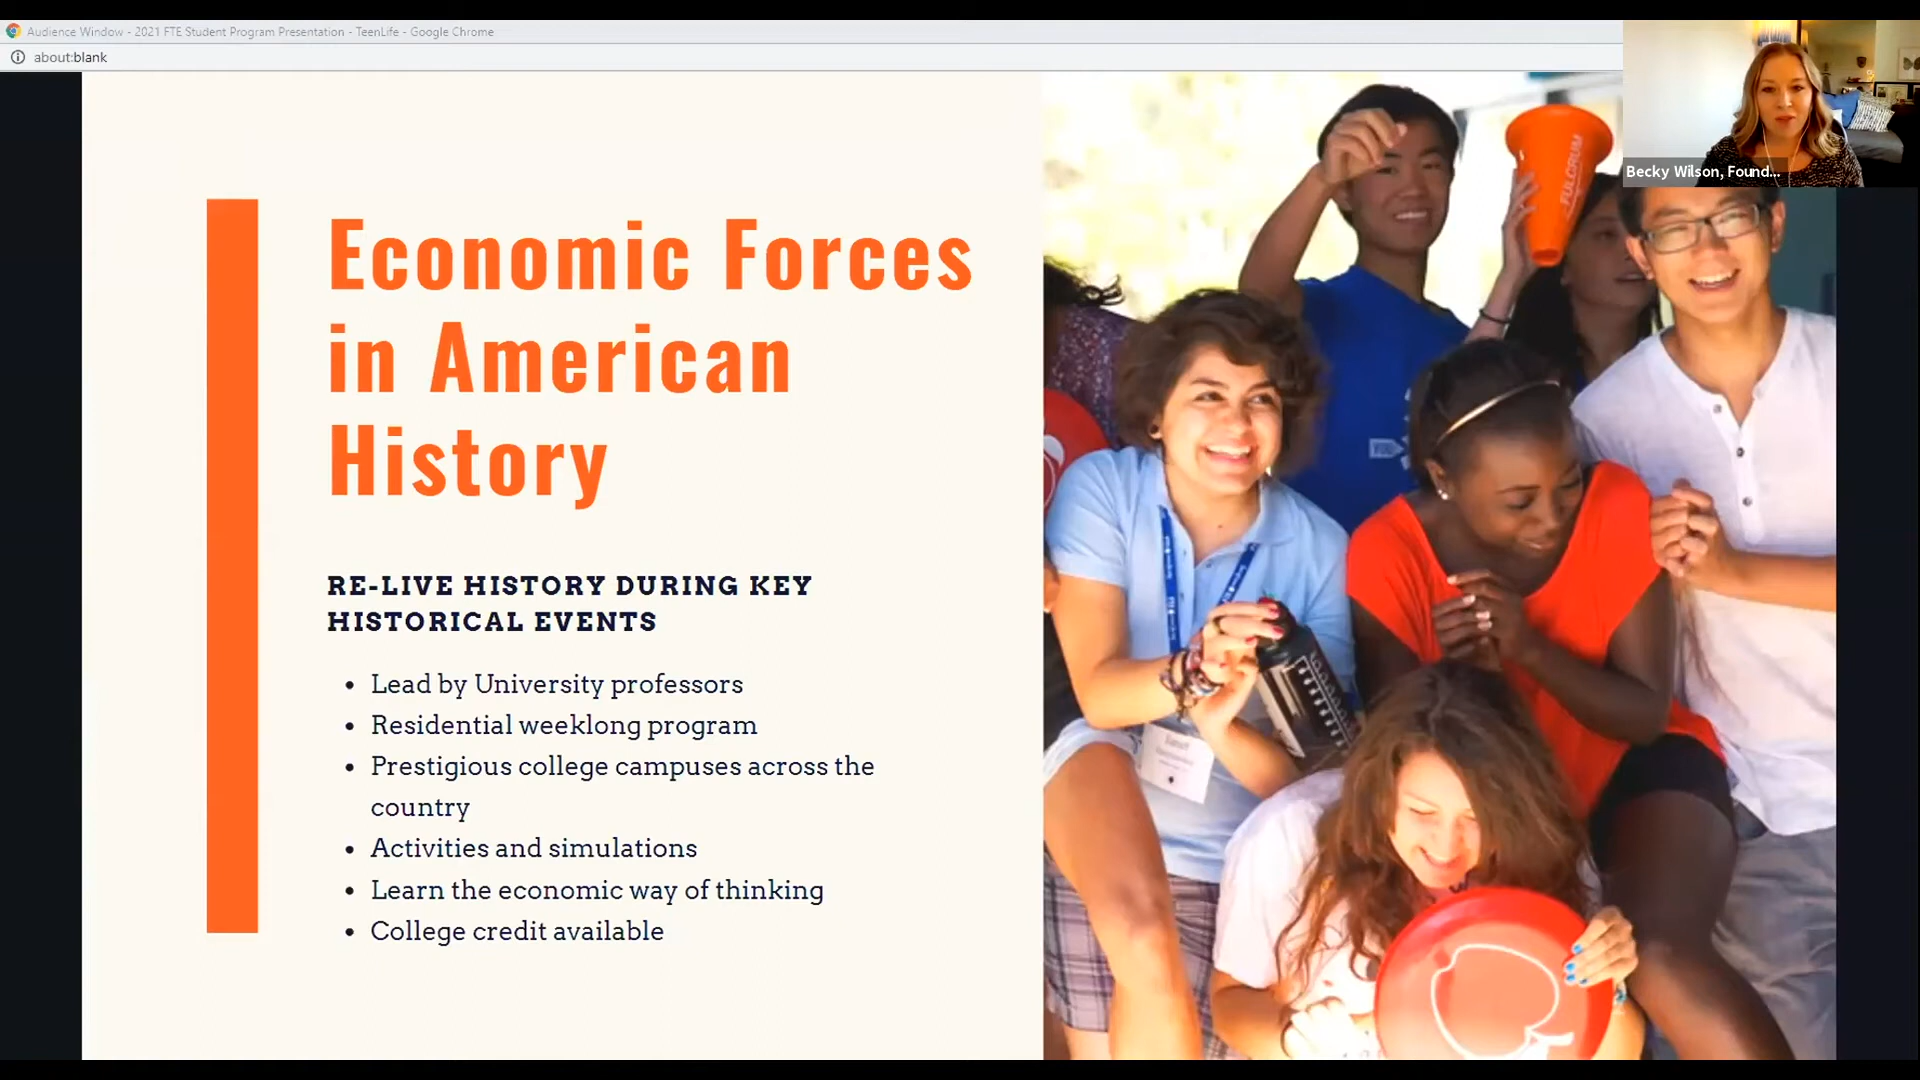 Audience Window - 2021 FTE Student Program Presentation - TeenLife - Google Chrome
about:blank
Becky Wilson, Found...
FULCRUM
Economic Forces
in American
History
YOU
RE-LIVE HISTORY DURING KEY
HISTORICAL EVENTS
• Lead by University professors
• Residential weeklong program
• Prestigious college campuses across the
country
• Activities and simulations
• Learn the economic way of thinking
• College credit available